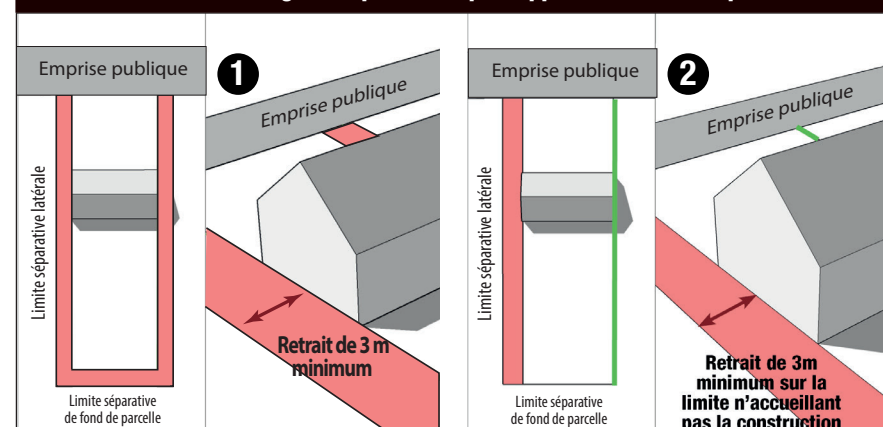 Emprise publique
1
Emprise publique
Limite séparative latérale
Retrait de 3 m
minimum
Limite séparative
de fond de parcelle
Emprise publique
2
Emprise publique
Limite séparative latérale
Retrait de 3m
minimum sur la
limite n'accueillant
pas la construction
Limite séparative
de fond de parcelle